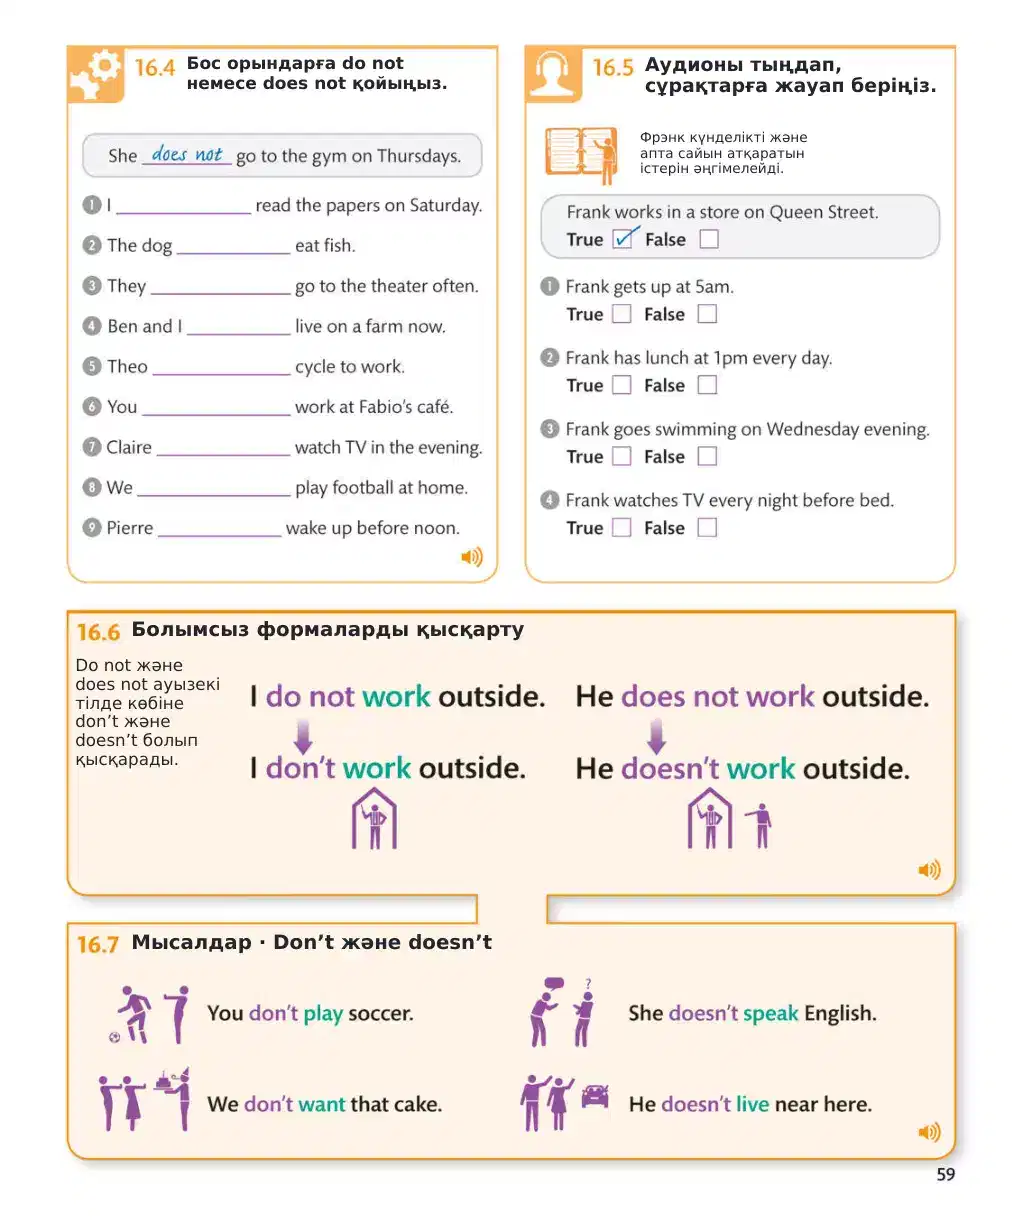 16.4 Бос орындарға do not
немесе does not қойыңыз.
She does not go to the gym on Thursdays.
1 I ______ read the papers on Saturday.
2 The dog ______ eat fish.
3 They ______ go to the theater often.
4 Ben and I ______ live on a farm now.
5 Theo ______ cycle to work.
6 You ______ work at Fabio’s café.
7 Claire ______ watch TV in the evening.
8 We ______ play football at home.
9 Pierre ______ wake up before noon.
16.5 Аудионы тыңдап,
сұрақтарға жауап беріңіз.
Фрэнк күнделікті және
апта сайын атқаратын
істерін әңгімелейді.
Frank works in a store on Queen Street.
True ✓ False
1 Frank gets up at 5am.
True False
2 Frank has lunch at 1pm every day.
True False
3 Frank goes swimming on Wednesday evening.
True False
4 Frank watches TV every night before bed.
True False
16.6 Болымсыз формаларды қысқарту
Do not және
does not ауызекі
тілде көбіне
don’t және
doesn’t болып
қысқарады.
I do not work outside.
I don’t work outside.
He does not work outside.
He doesn’t work outside.
16.7 Мысалдар · Don’t және doesn’t
You don’t play soccer.
?
She doesn’t speak English.
We don’t want that cake.
He doesn’t live near here.
59